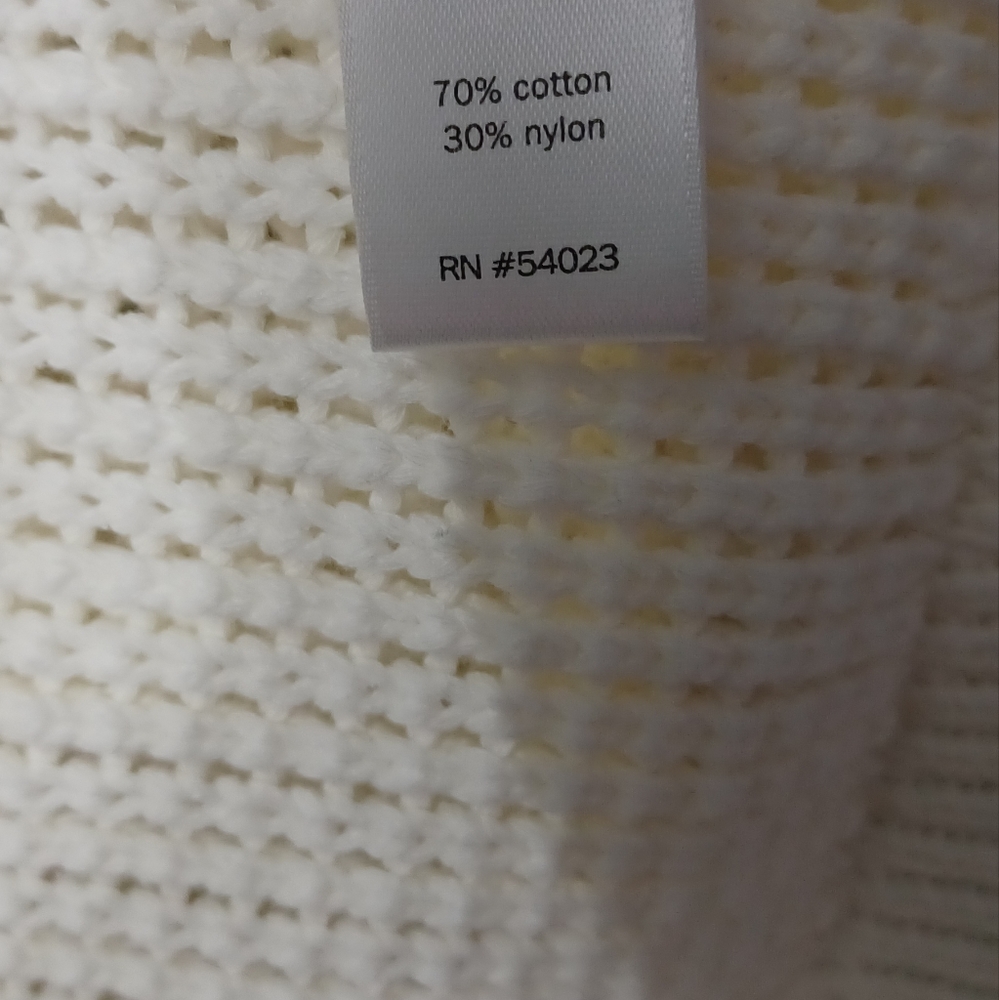 70% cotton
30% nylon
RN #54023